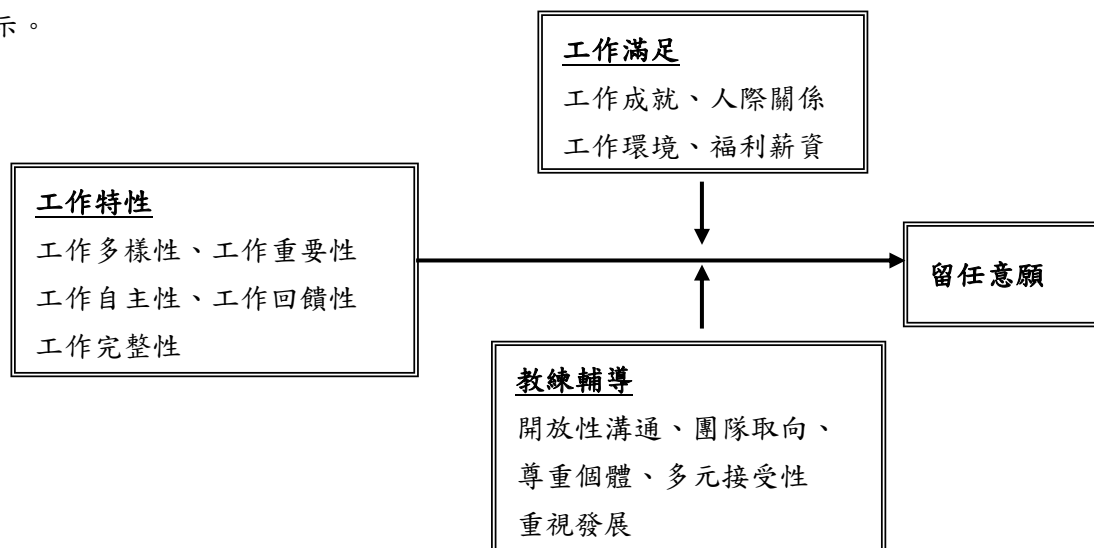 示。
工作滿足
工作成就、人際關係
工作環境、福利薪資
工作特性
工作多樣性、工作重要性
工作自主性、工作回饋性
工作完整性
留任意願
教練輔導
開放性溝通、團隊取向、
尊重個體、多元接受性
重視發展